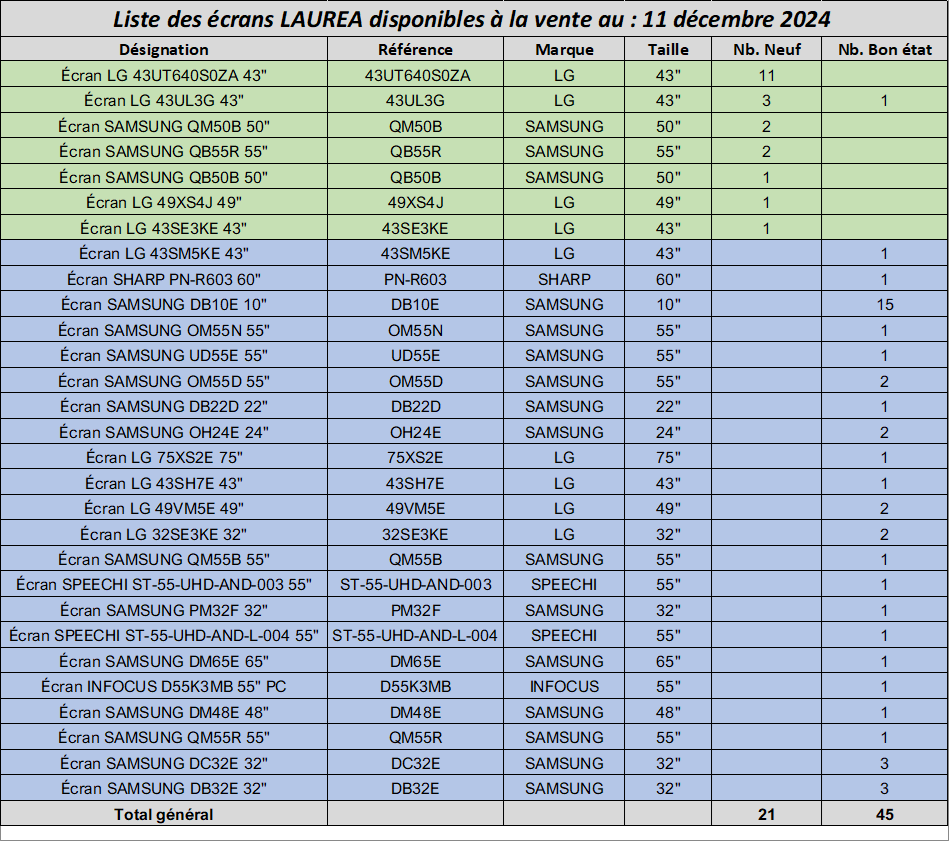 Liste des écrans LAUREA disponibles à la vente au : 11 décembre 2024
Désignation Référence Marque Taille Nb. Neuf Nb. Bon état
Écran LG 43UT640S0ZA 43" 43UT640S0ZA LG 43" 11
Écran LG 43UL3G 43" 43UL3G LG 43" 3 1
Écran SAMSUNG QM50B 50" QM50B SAMSUNG 50" 2
Écran SAMSUNG QB55R 55" QB55R SAMSUNG 55" 2
Écran SAMSUNG QB50B 50" QB50B SAMSUNG 50" 1
Écran LG 49XS4J 49" 49XS4J LG 49" 1
Écran LG 43SE3KE 43" 43SE3KE LG 43" 1
Écran LG 43SM5KE 43" 43SM5KE LG 43" 1
Écran SHARP PN-R603 60" PN-R603 SHARP 60" 1
Écran SAMSUNG DB10E 10" DB10E SAMSUNG 10" 15
Écran SAMSUNG OM55N 55" OM55N SAMSUNG 55" 1
Écran SAMSUNG UD55E 55" UD55E SAMSUNG 55" 1
Écran SAMSUNG OM55D 55" OM55D SAMSUNG 55" 2
Écran SAMSUNG DB22D 22" DB22D SAMSUNG 22" 1
Écran SAMSUNG OH24E 24" OH24E SAMSUNG 24" 2
Écran LG 75XS2E 75" 75XS2E LG 75" 1
Écran LG 43SH7E 43" 43SH7E LG 43" 1
Écran LG 49VM5E 49" 49VM5E LG 49" 2
Écran LG 32SE3KE 32" 32SE3KE LG 32" 2
Écran SAMSUNG QM55B 55" QM55B SAMSUNG 55" 1
Écran SPEECHI ST-55-UHD-AND-003 55" ST-55-UHD-AND-003 SPEECHI 55" 1
Écran SAMSUNG PM32F 32" PM32F SAMSUNG 32" 1
Écran SPEECHI ST-55-UHD-AND-L-004 55" ST-55-UHD-AND-L-004 SPEECHI 55" 1
Écran SAMSUNG DM65E 65" DM65E SAMSUNG 65" 1
Écran INFOCUS D55K3MB 55" PC D55K3MB INFOCUS 55" 1
Écran SAMSUNG DM48E 48" DM48E SAMSUNG 48" 1
Écran SAMSUNG QM55R 55" QM55R SAMSUNG 55" 1
Écran SAMSUNG DC32E 32" DC32E SAMSUNG 32" 3
Écran SAMSUNG DB32E 32" DB32E SAMSUNG 32" 3
Total général 21 45